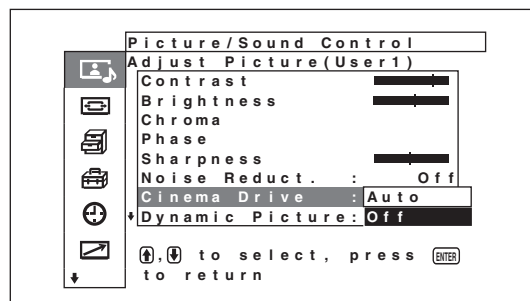 Picture/Sound Control
Adjust Picture(User1)
Contrast
Brightness
Chroma
Phase
Sharpness
Noise Reduct. : Off
Cinema Drive : Auto
Dynamic Picture: Off
, to select, press ENTER
to return